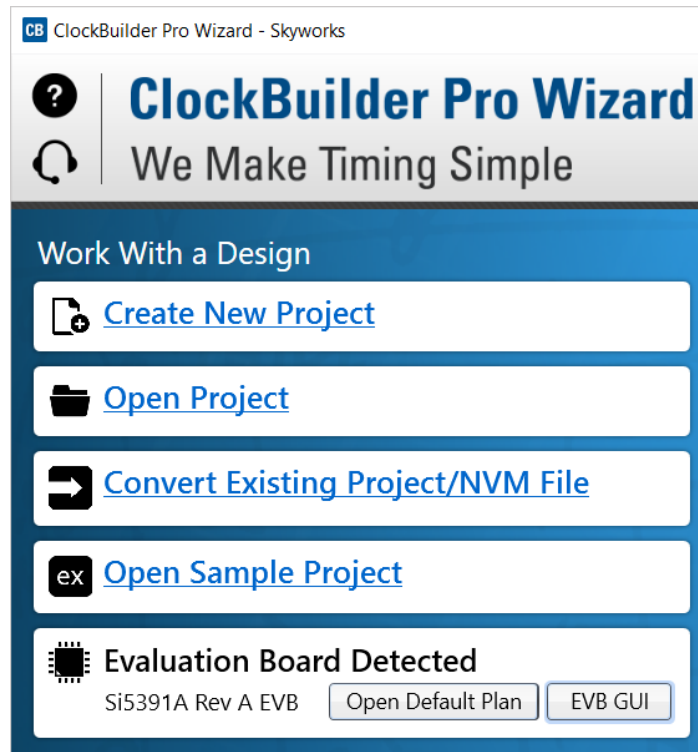 CB ClockBuilder Pro Wizard - Skyworks
?
ClockBuilder Pro Wizard
We Make Timing Simple
Work With a Design
Create New Project
Open Project
Convert Existing Project/NVM File
ex Open Sample Project
Evaluation Board Detected
Si5391A Rev A EVB Open Default Plan EVB GUI